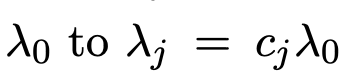 λ₀ to λⱼ = cⱼλ₀